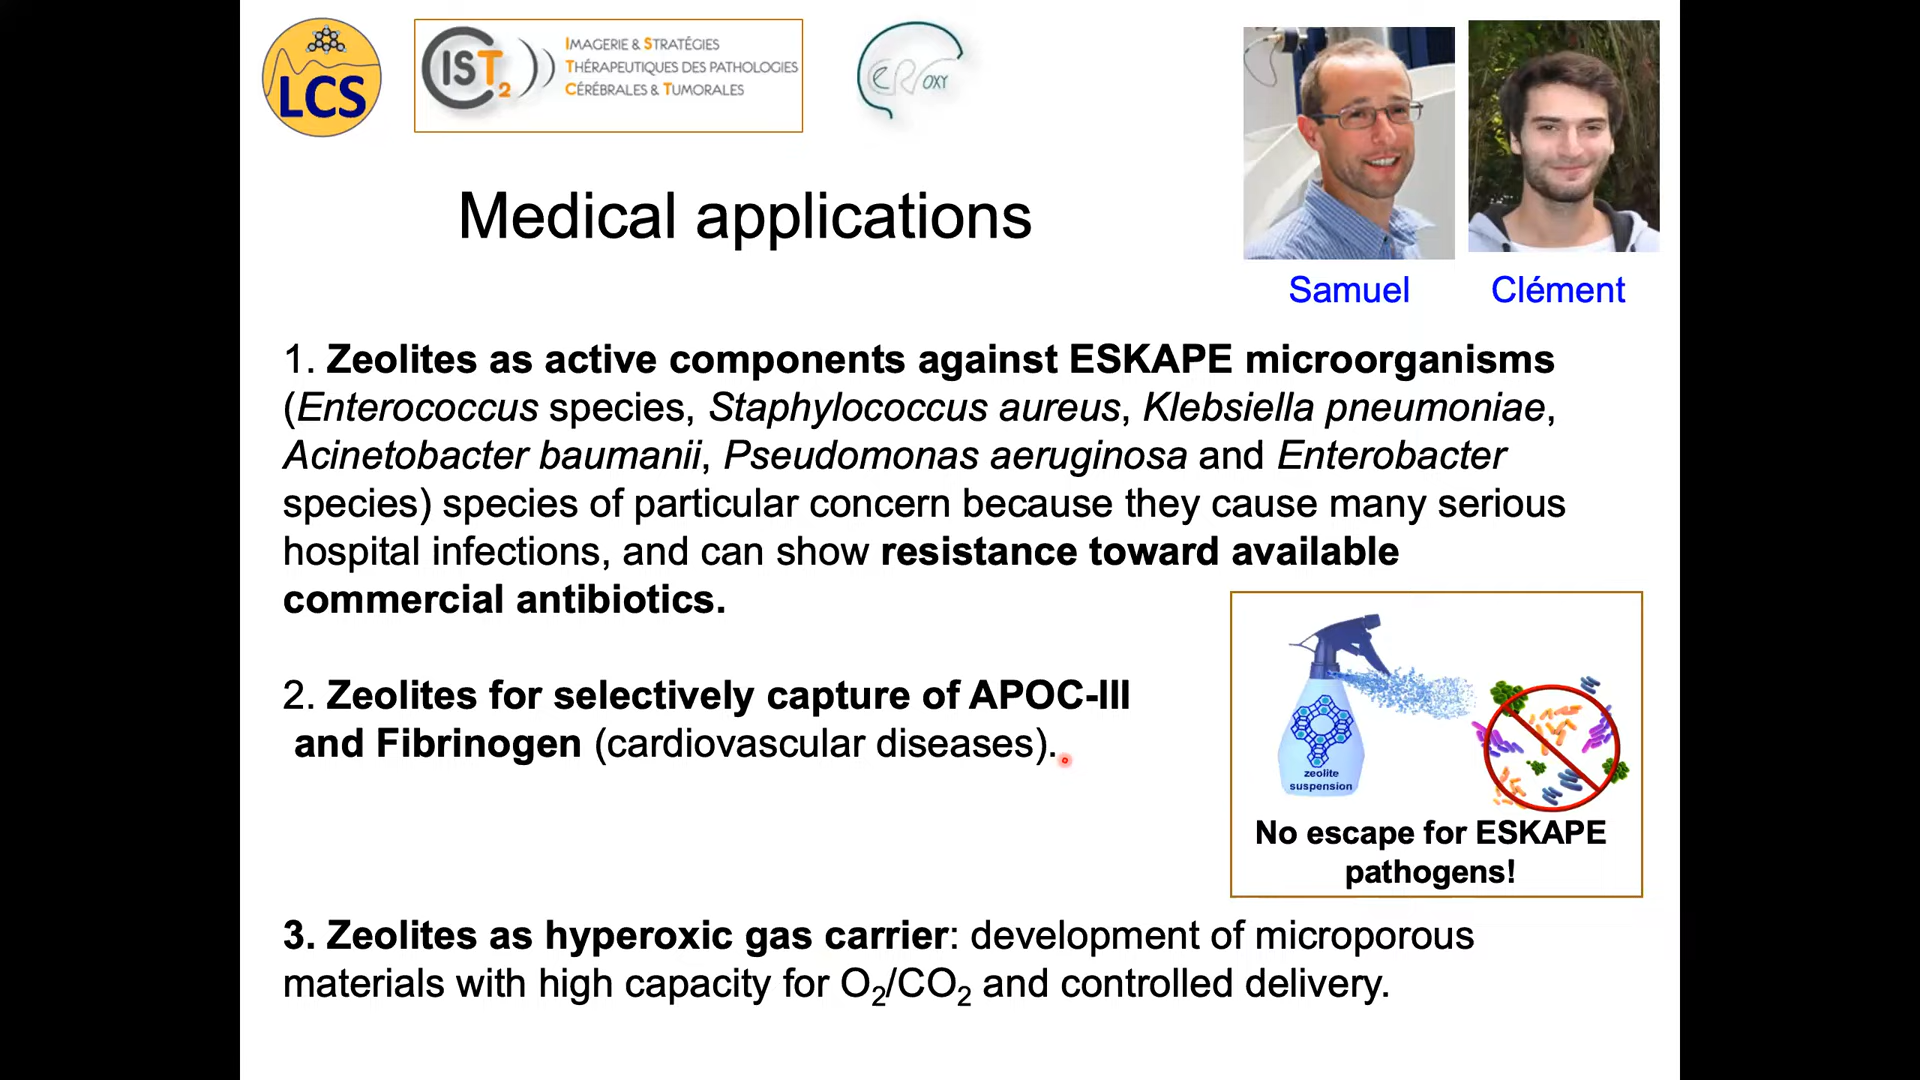 LCS
IST2
IMAGERIE & STRATÉGIES
THÉRAPEUTIQUES DES PATHOLOGIES
CÉRÉBRALES & TUMORALES
eROXY
Medical applications
Samuel
Clément
1. Zeolites as active components against ESKAPE microorganisms
(Enterococcus species, Staphylococcus aureus, Klebsiella pneumoniae,
Acinetobacter baumanii, Pseudomonas aeruginosa and Enterobacter
species) species of particular concern because they cause many serious
hospital infections, and can show resistance toward available
commercial antibiotics.
2. Zeolites for selectively capture of APOC-III
and Fibrinogen (cardiovascular diseases).
zeolite
suspension
No escape for ESKAPE
pathogens!
3. Zeolites as hyperoxic gas carrier: development of microporous
materials with high capacity for O₂/CO₂ and controlled delivery.